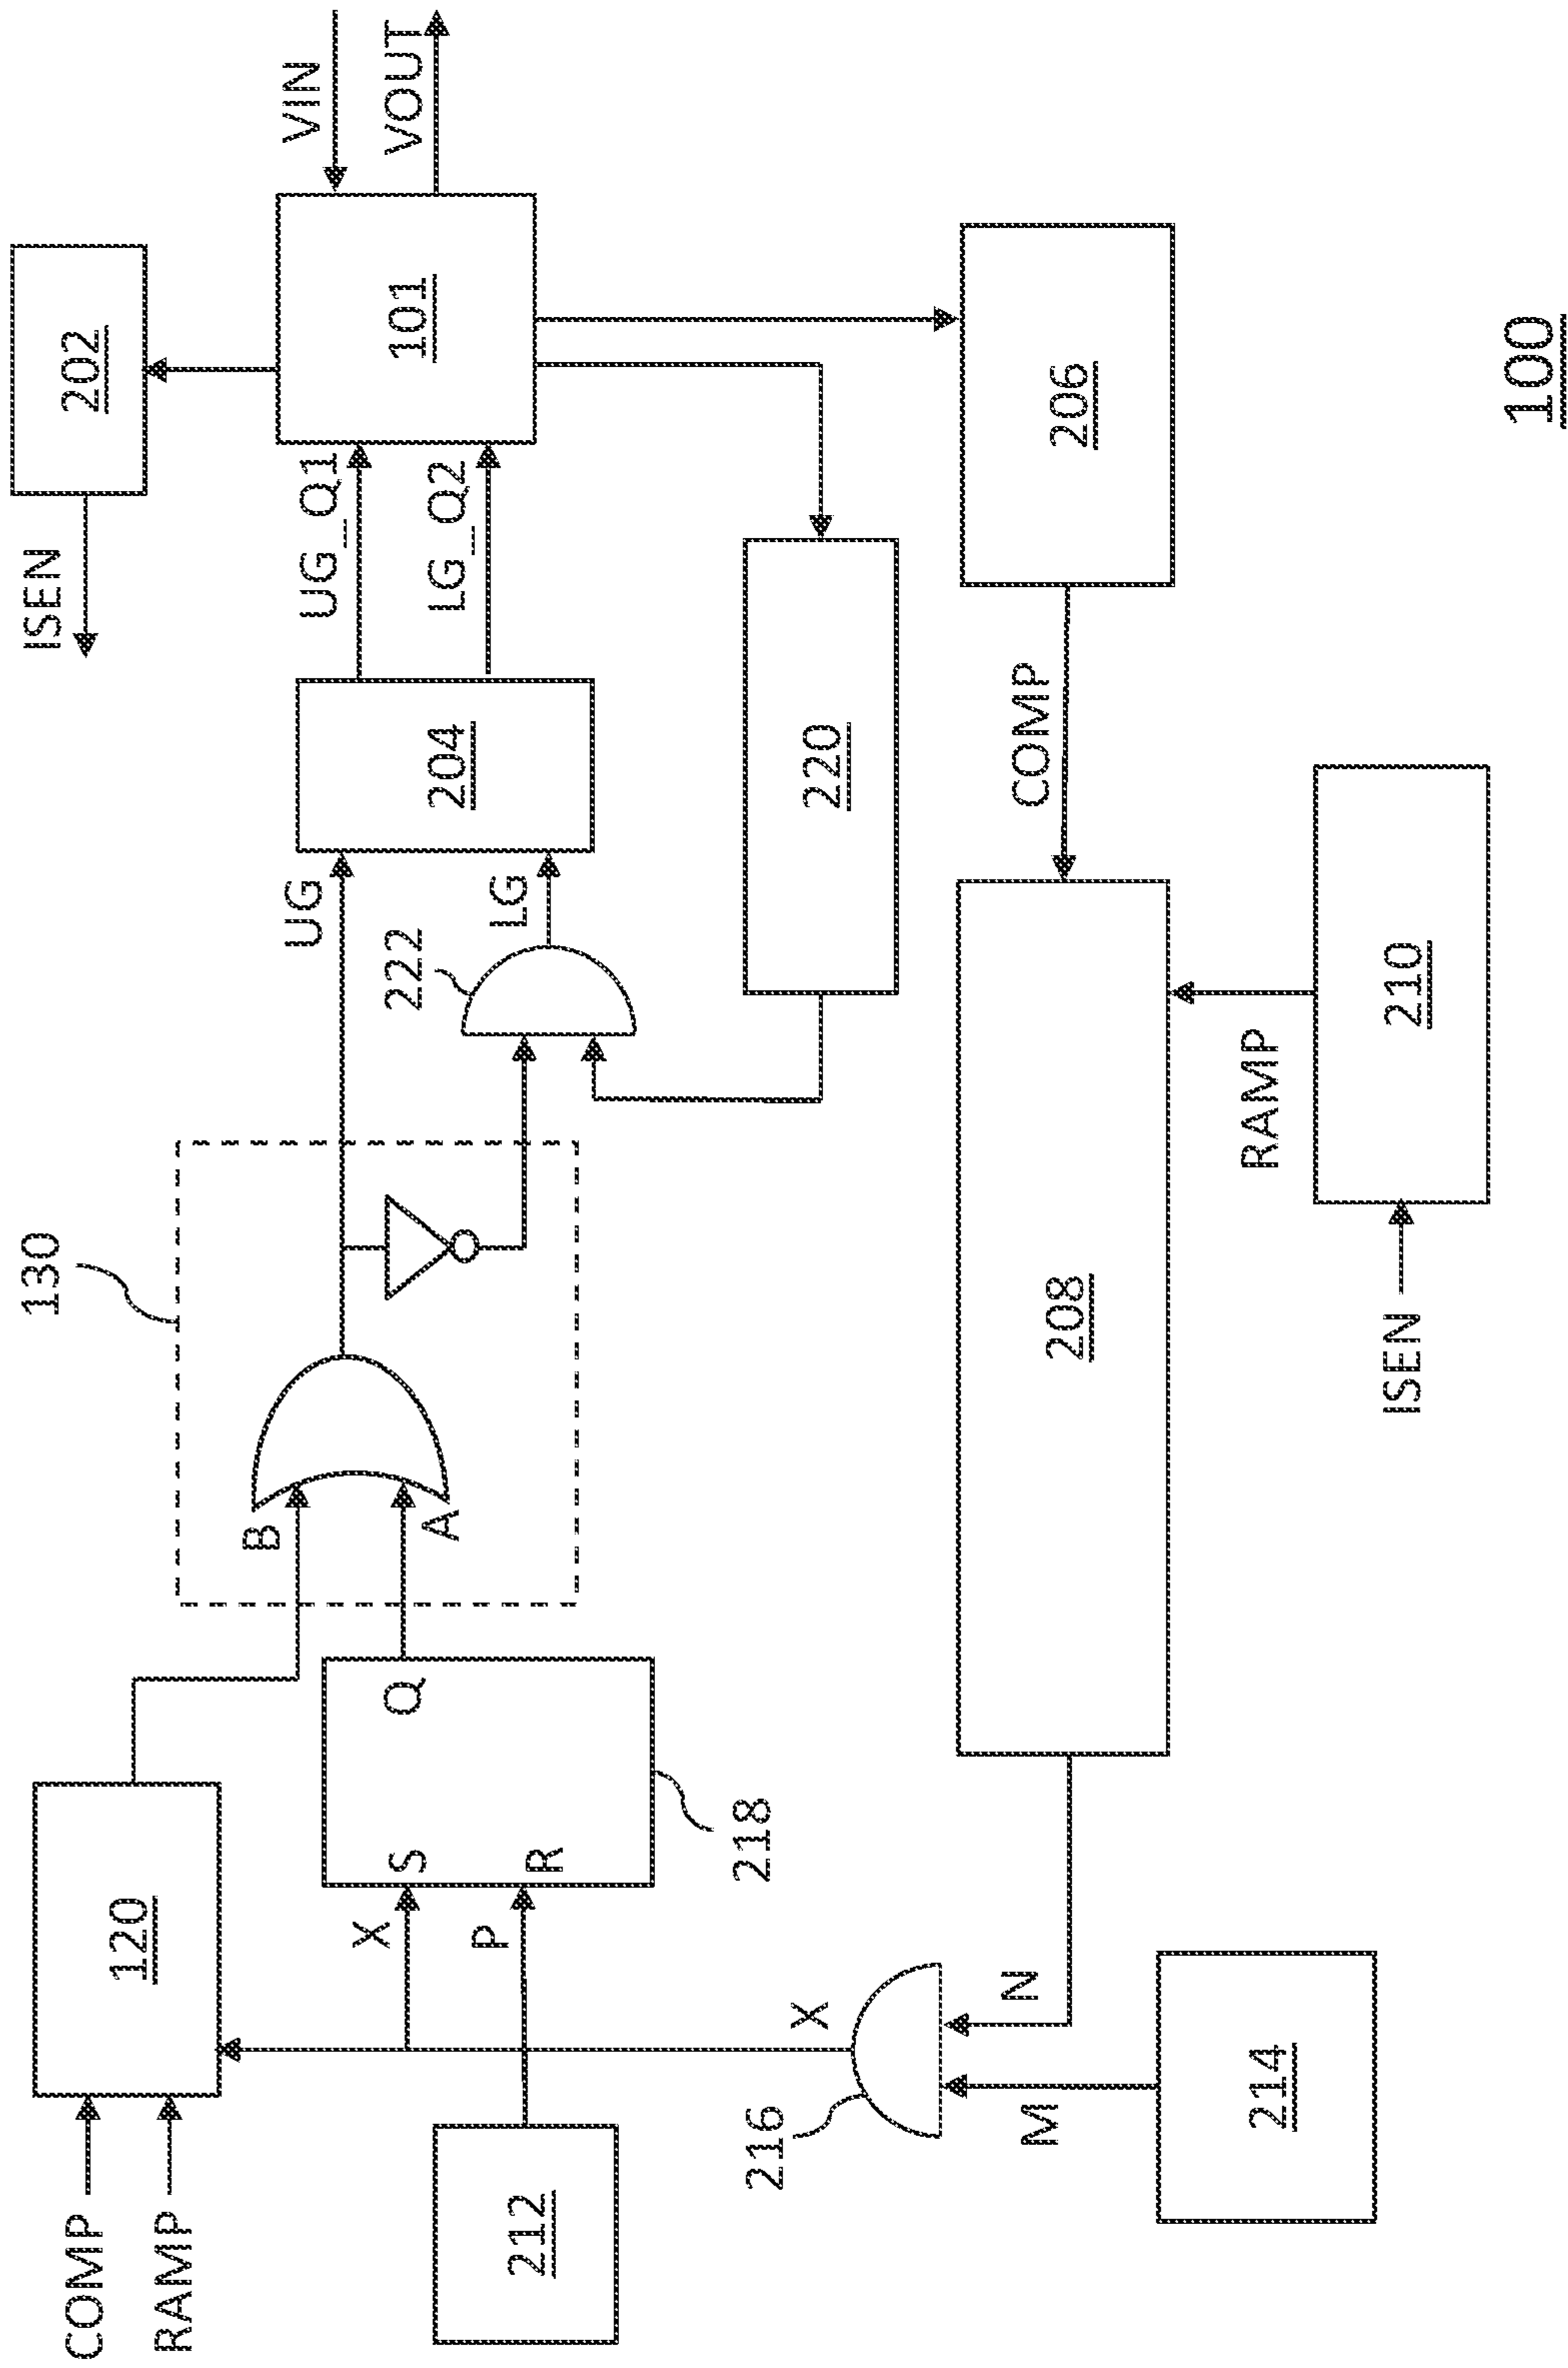 COMP
RAMP
120
B
130
UG
UG_Q1
ISEN
202
VIN
VOUT
101
212
X
P
S
R
Q
218
A
222
LG
204
LG_Q2
216
X
220
M
N
214
208
COMP
206
RAMP
ISEN
210
100